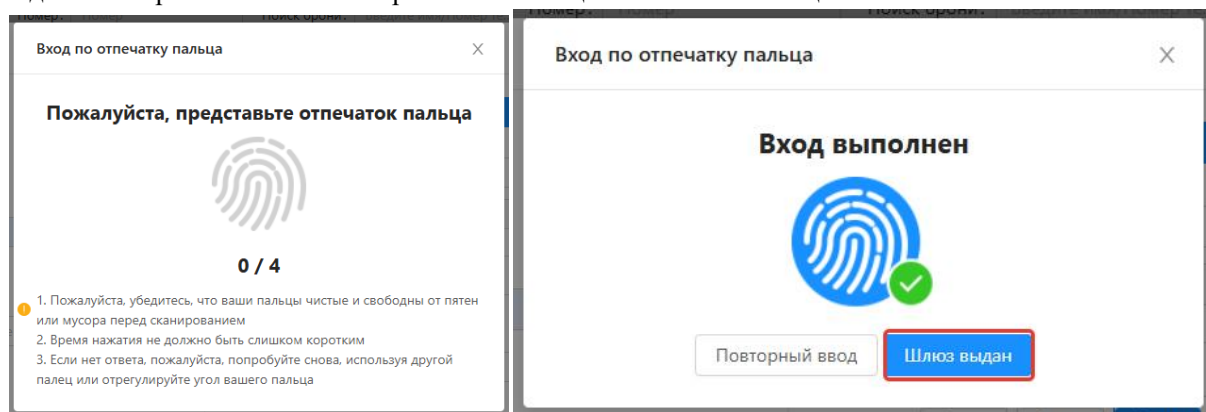 Вход по отпечатку пальца
Пожалуйста, представьте отпечаток пальца
0 / 4
1. Пожалуйста, убедитесь, что ваши пальцы чистые и свободны от пятен
или мусора перед сканированием
2. Время нажатия не должно быть слишком коротким
3. Если нет ответа, пожалуйста, попробуйте снова, используя другой
палец или отрегулируйте угол вашего пальца
Вход по отпечатку пальца
Вход выполнен
Повторный ввод
Шлюз выдан